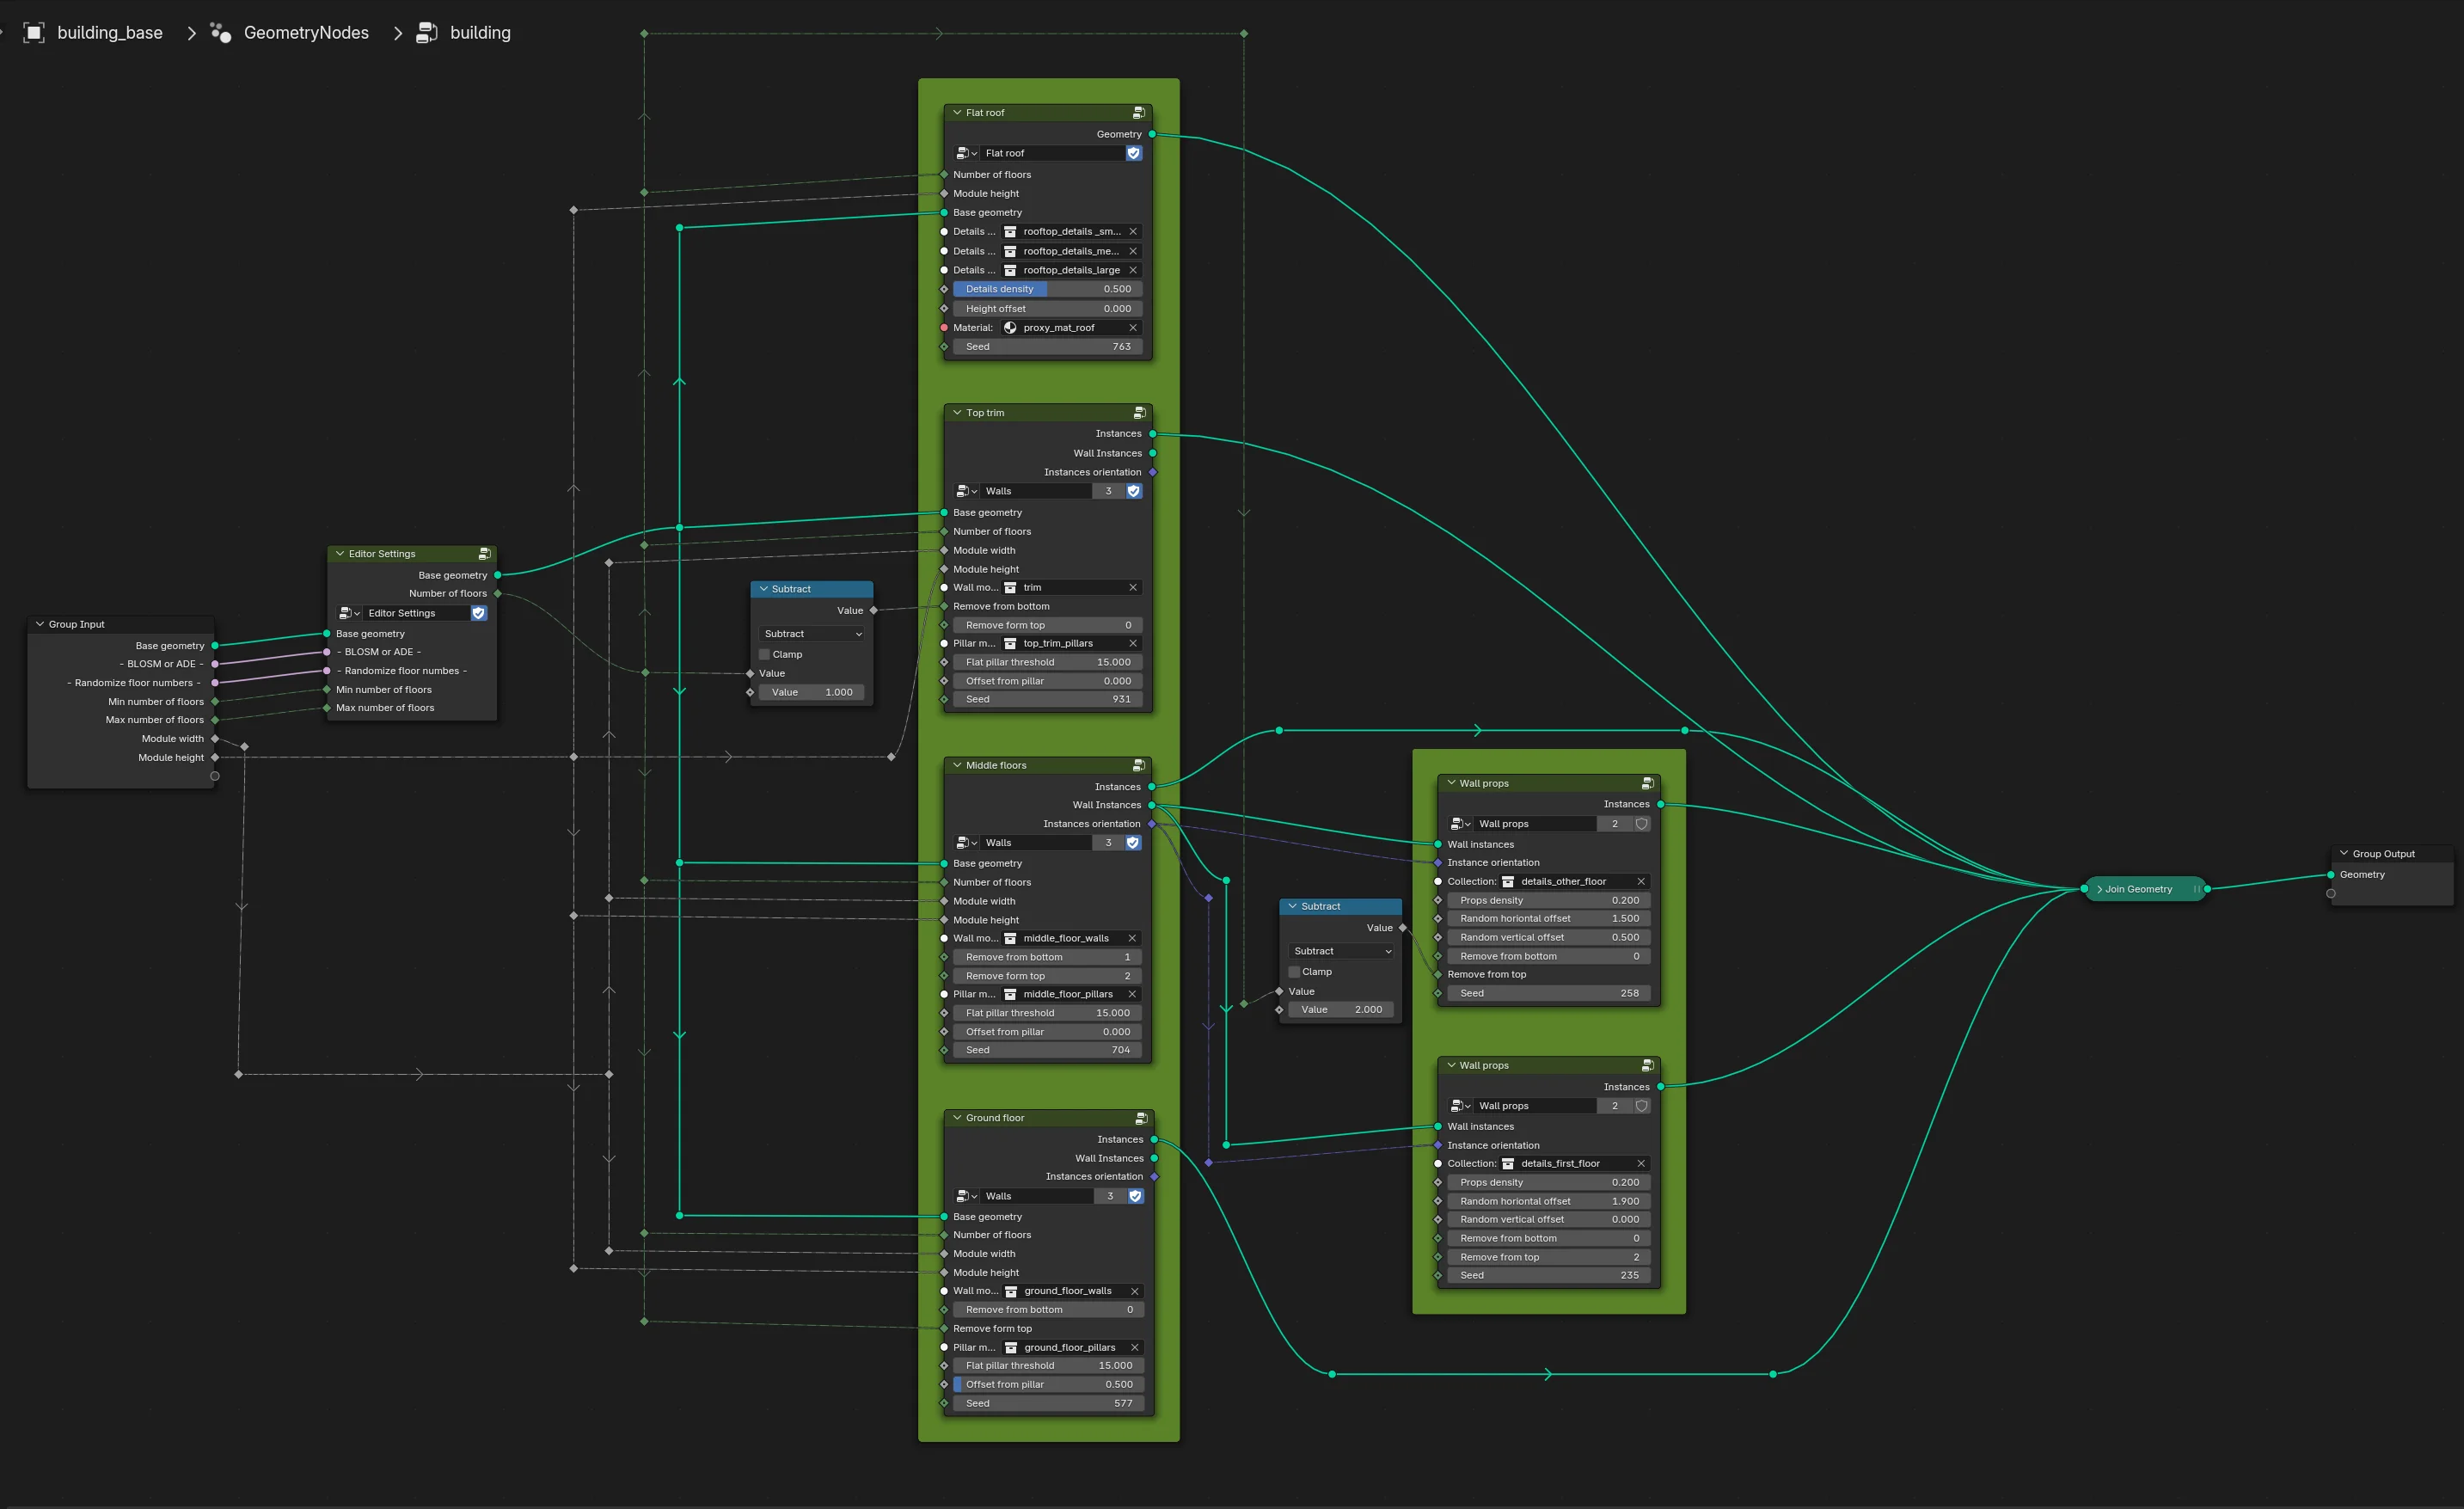 building_base > GeometryNodes > building
Group Input
Base geometry
- BLOSM or ADE -
- Randomize floor numbers -
Min number of floors
Max number of floors
Module width
Module height
Editor Settings
Base geometry
Number of floors
Editor Settings
Base geometry
- BLOSM or ADE -
- Randomize floor numbes -
Min number of floors
Max number of floors
Subtract
Value
Subtract
Clamp
Value
Value 1.000
Flat roof
Geometry
Flat roof
Number of floors
Module height
Base geometry
Details ... rooftop_details _sm...
Details ... rooftop_details_me...
Details ... rooftop_details_large
Details density 0.500
Height offset 0.000
Material: proxy_mat_roof
Seed 763
Top trim
Instances
Wall Instances
Instances orientation
Walls 3
Base geometry
Number of floors
Module width
Module height
Wall mo... trim
Remove from bottom
Remove form top 0
Pillar m... top_trim_pillars
Flat pillar threshold 15.000
Offset from pillar 0.000
Seed 931
Middle floors
Instances
Wall Instances
Instances orientation
Walls 3
Base geometry
Number of floors
Module width
Module height
Wall mo... middle_floor_walls
Remove from bottom 1
Remove form top 2
Pillar m... middle_floor_pillars
Flat pillar threshold 15.000
Offset from pillar 0.000
Seed 704
Ground floor
Instances
Wall Instances
Instances orientation
Walls 3
Base geometry
Number of floors
Module width
Module height
Wall mo... ground_floor_walls
Remove from bottom 0
Remove form top
Pillar m... ground_floor_pillars
Flat pillar threshold 15.000
Offset from pillar 0.500
Seed 577
Subtract
Value
Subtract
Clamp
Value
Value 2.000
Wall props
Instances
Wall props 2
Wall instances
Instance orientation
Collection: details_other_floor
Props density 0.200
Random horiontal offset 1.500
Random vertical offset 0.500
Remove from bottom 0
Remove from top
Seed 258
Wall props
Instances
Wall props 2
Wall instances
Instance orientation
Collection: details_first_floor
Props density 0.200
Random horiontal offset 1.900
Random vertical offset 0.000
Remove from bottom 0
Remove from top 2
Seed 235
Join Geometry
Group Output
Geometry